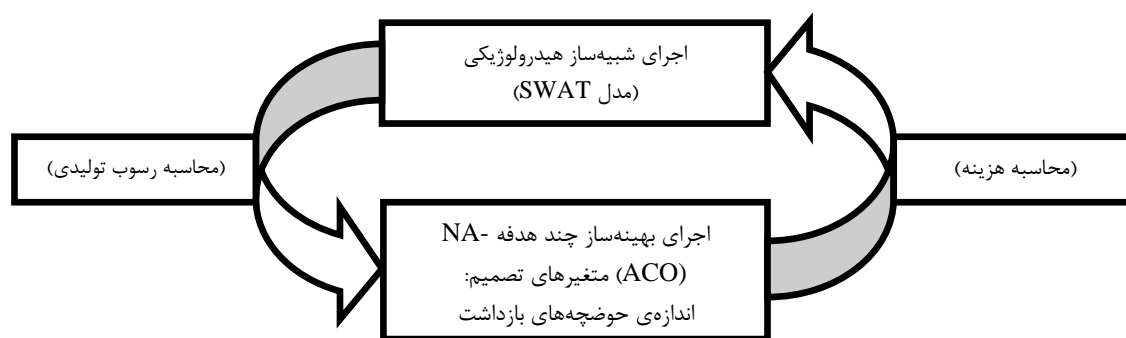 اجرای شبیه‌ساز هیدرولوژیکی
(مدل SWAT)
(محاسبه هزینه)
(محاسبه رسوب تولیدی)
اجرای بهینه‌ساز چند هدفه NA-
ACO) متغیرهای تصمیم:
اندازه‌ی حوضچه‌های بازداشت